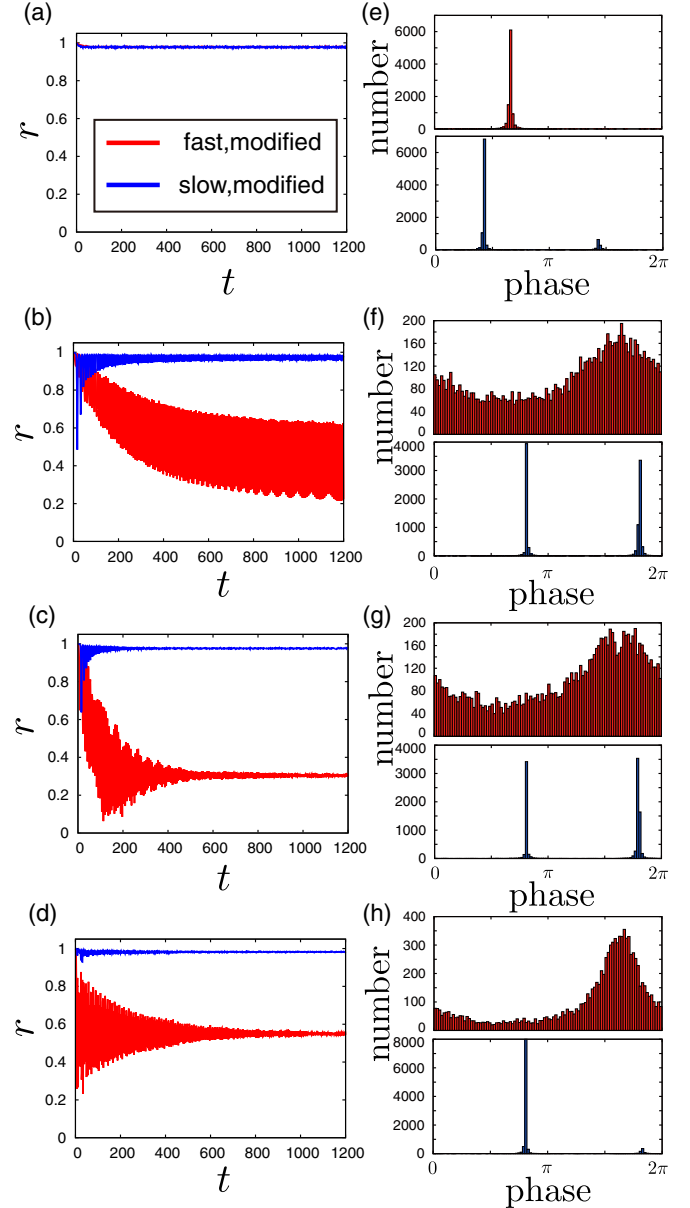 (a)
r
1
0.8
0.6
0.4
0.2
0
fast,modified
slow,modified
0 200 400 600 800 1000 1200
t
(e)
number
6000
4000
2000
0
6000
4000
2000
0
0 π 2π
phase
(b)
r
1
0.8
0.6
0.4
0.2
0
0 200 400 600 800 1000 1200
t
(f)
number
200
160
120
80
40
0
4000
3000
2000
1000
0
0 π 2π
phase
(c)
r
1
0.8
0.6
0.4
0.2
0
0 200 400 600 800 1000 1200
t
(g)
number
200
160
120
80
40
0
4000
3000
2000
1000
0
0 π 2π
phase
(d)
r
1
0.8
0.6
0.4
0.2
0
0 200 400 600 800 1000 1200
t
(h)
number
400
300
200
100
0
8000
6000
4000
2000
0
0 π 2π
phase